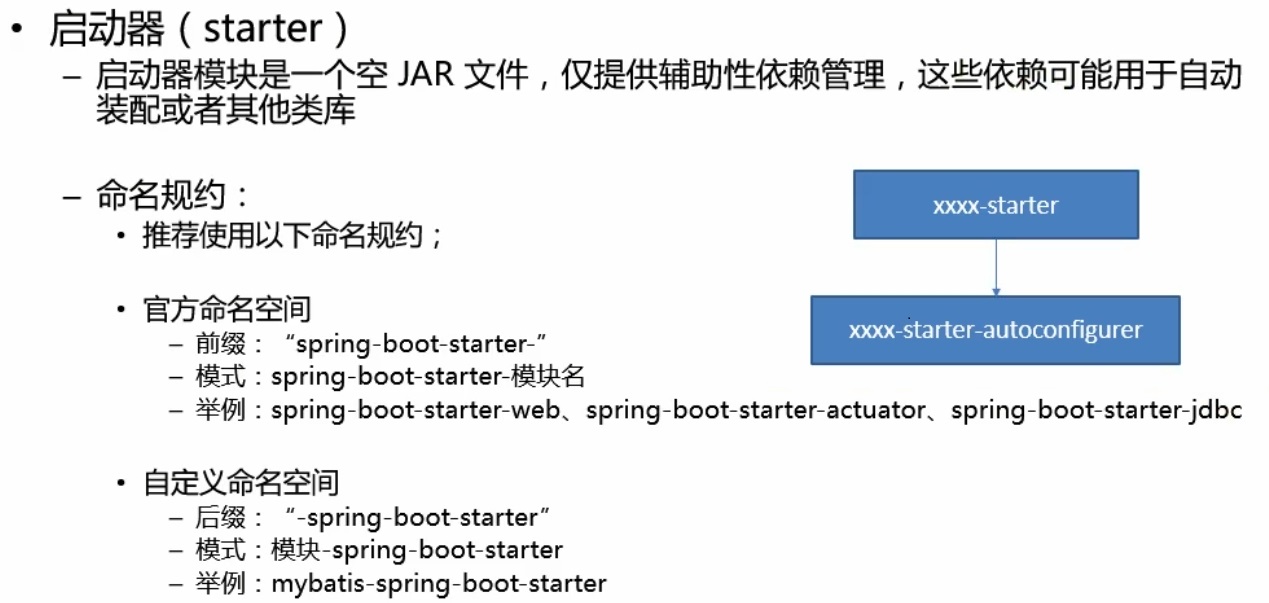 • 启动器（starter）
– 启动器模块是一个空 JAR 文件，仅提供辅助性依赖管理，这些依赖可能用于自动
装配或者其他类库
– 命名规约：
• 推荐使用以下命名规约；
• 官方命名空间
– 前缀：“spring-boot-starter-”
– 模式：spring-boot-starter-模块名
– 举例：spring-boot-starter-web、spring-boot-starter-actuator、spring-boot-starter-jdbc
• 自定义命名空间
– 后缀：“-spring-boot-starter”
– 模式：模块-spring-boot-starter
– 举例：mybatis-spring-boot-starter
xxxx-starter
xxxx-starter-autoconfigurer